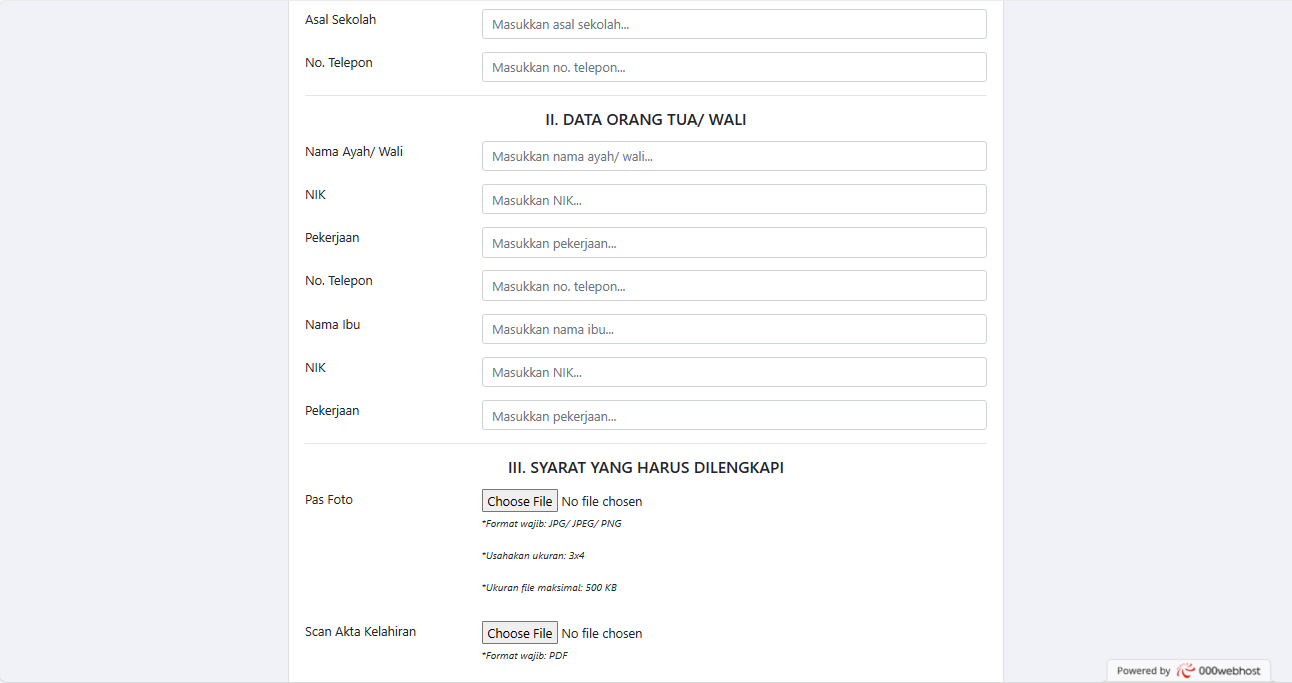 Asal Sekolah Masukkan asal sekolah...
No. Telepon Masukkan no. telepon...
II. DATA ORANG TUA/ WALI
Nama Ayah/ Wali Masukkan nama ayah/ wali...
NIK Masukkan NIK...
Pekerjaan Masukkan pekerjaan...
No. Telepon Masukkan no. telepon...
Nama Ibu Masukkan nama ibu...
NIK Masukkan NIK...
Pekerjaan Masukkan pekerjaan...
III. SYARAT YANG HARUS DILENGKAPI
Pas Foto Choose File No file chosen
*Format wajib: JPG/ JPEG/ PNG
*Usahakan ukuran: 3x4
*Ukuran file maksimal: 500 KB
Scan Akta Kelahiran Choose File No file chosen
*Format wajib: PDF
Powered by 000webhost